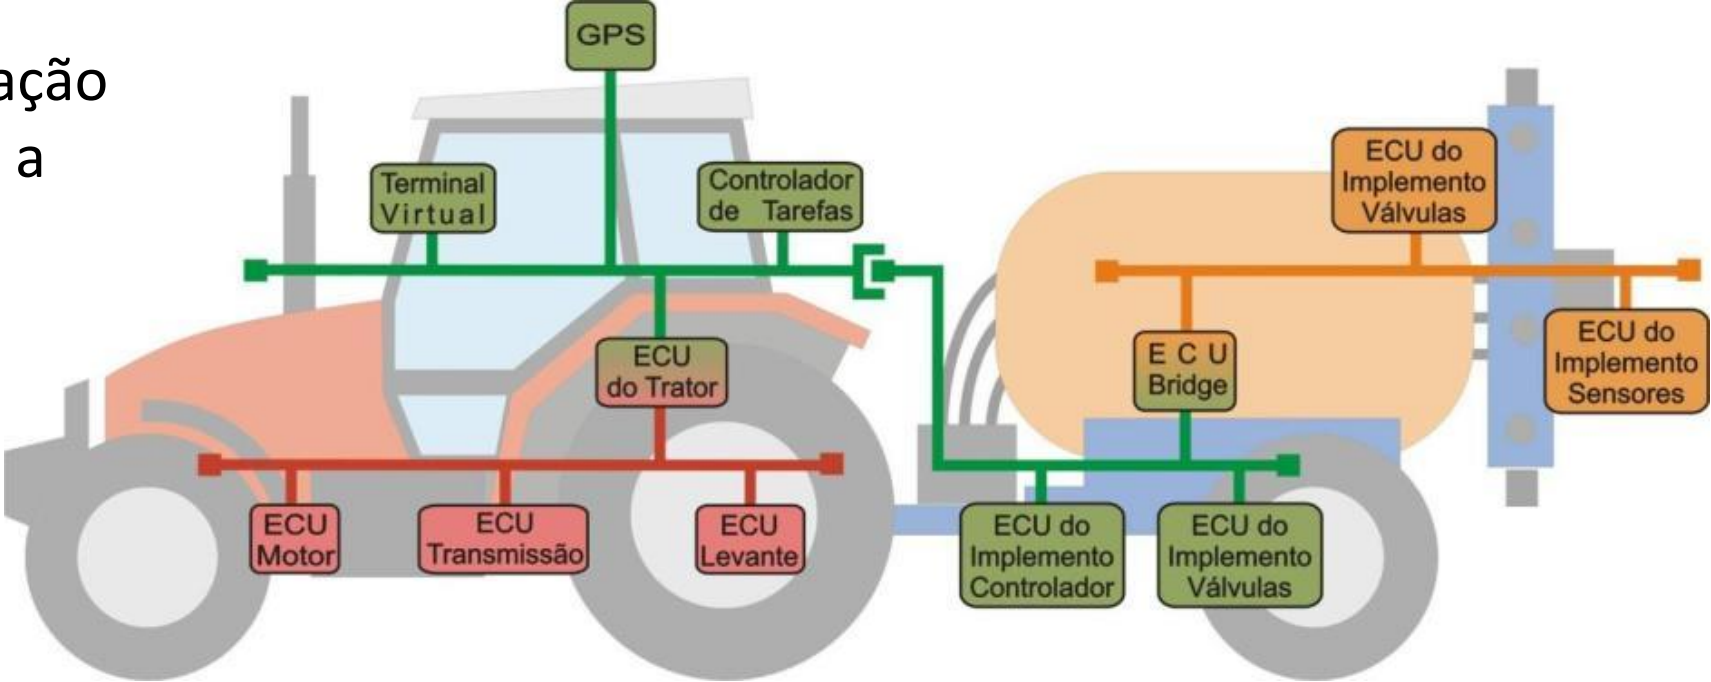 ação
a
GPS
Terminal
Virtual
Controlador
de Tarefas
ECU do
Implemento
Válvulas
ECU
do Trator
ECU
Bridge
ECU do
Implemento
Sensores
ECU
Motor
ECU
Transmissão
ECU
Levante
ECU do
Implemento
Controlador
ECU do
Implemento
Válvulas